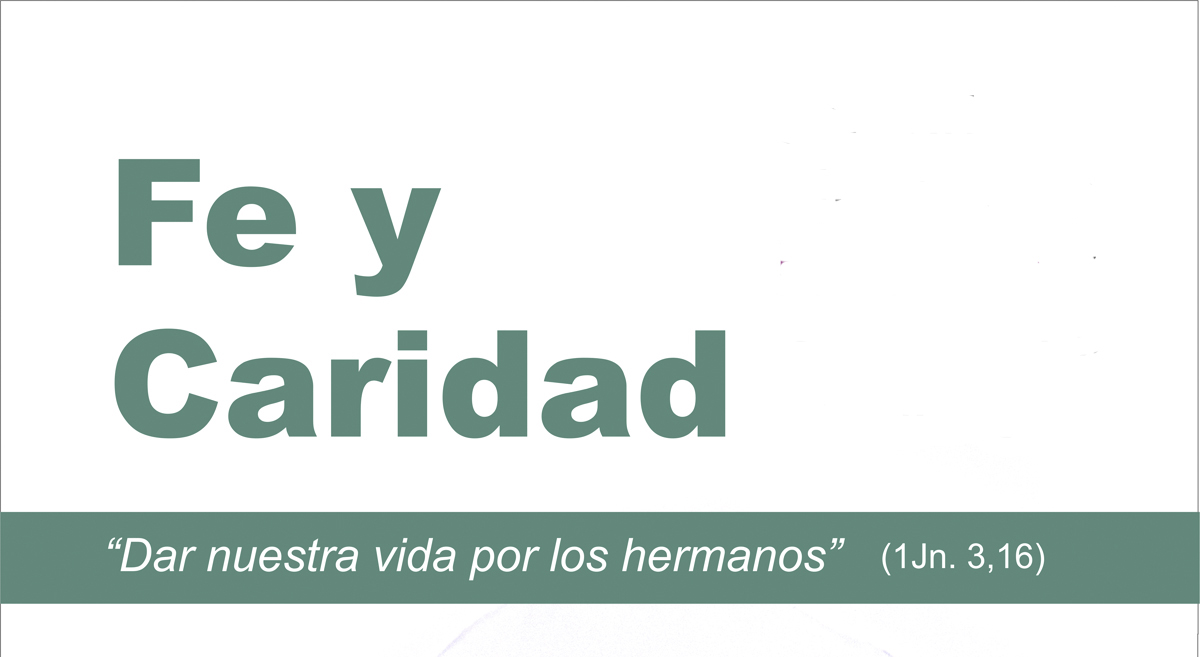 Fe y
Caridad
“Dar nuestra vida por los hermanos” (1Jn. 3,16)